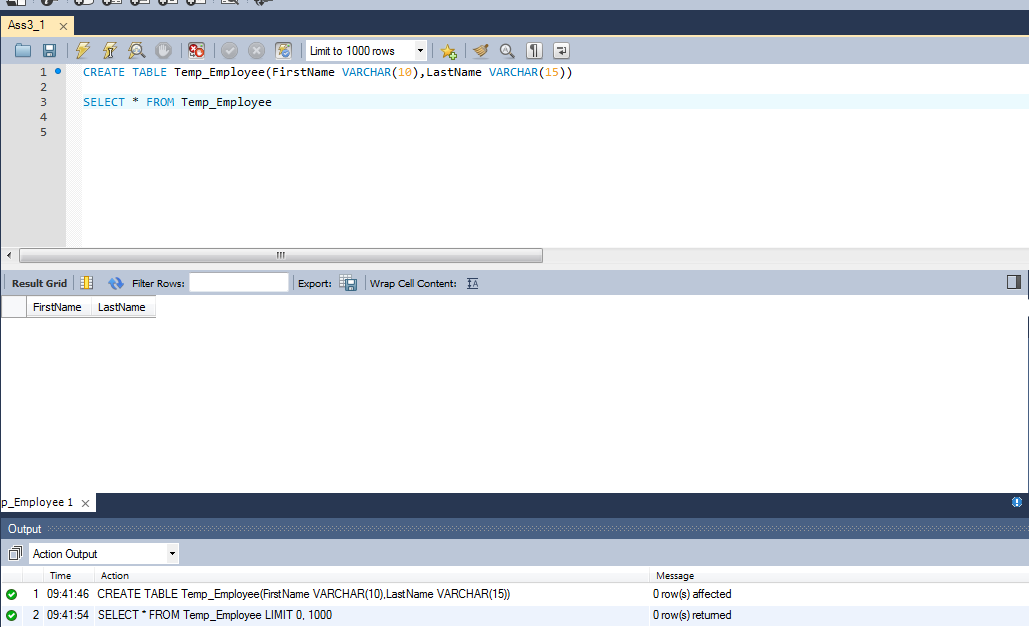 Ass3_1
Limit to 1000 rows
1 CREATE TABLE Temp_Employee(FirstName VARCHAR(10),LastName VARCHAR(15))
2
3 SELECT * FROM Temp_Employee
4
5
Result Grid Filter Rows: Export: Wrap Cell Content:
FirstName LastName
p_Employee 1
Output
Action Output
Time Action Message
1 09:41:46 CREATE TABLE Temp_Employee(FirstName VARCHAR(10),LastName VARCHAR(15)) 0 row(s) affected
2 09:41:54 SELECT * FROM Temp_Employee LIMIT 0, 1000 0 row(s) returned